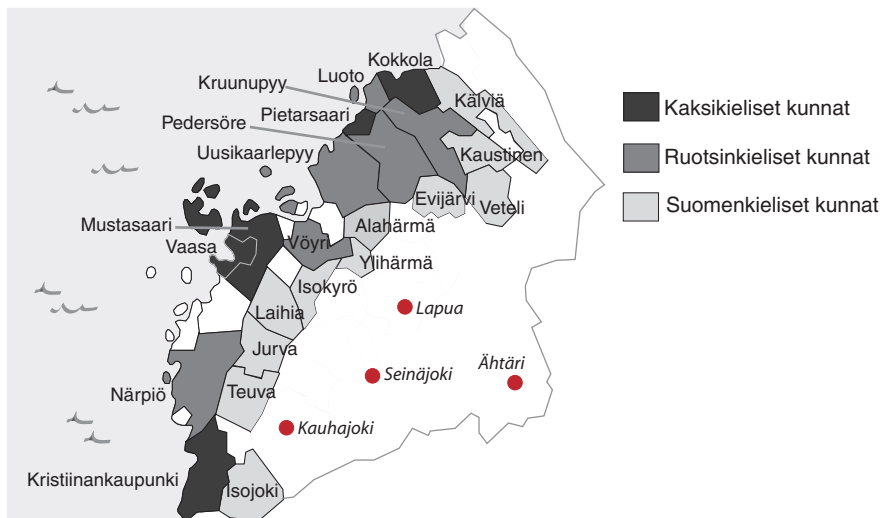 Kokkola
Luoto
Kruunupyy
Kälviä
Pietarsaari
Pedersöre
Kaustinen
Uusikaarlepyy
Evijärvi
Veteli
Mustasaari
Alahärmä
Vöyri
Vaasa
Ylihärmä
Isokyrö
Laihia
Lapua
Jurva
Ähtäri
Seinäjoki
Närpiö
Teuva
Kauhajoki
Kristiinankaupunki
Isojoki
Kaksikieliset kunnat
Ruotsinkieliset kunnat
Suomenkieliset kunnat